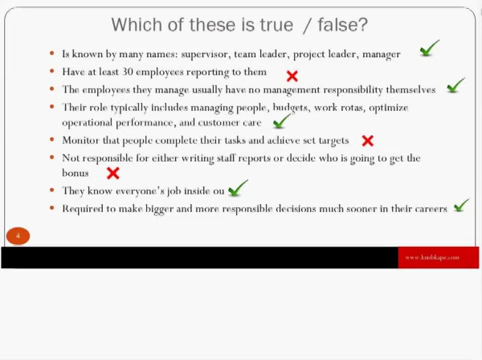 Which of these is true / false?
• Is known by many names: supervisor, team leader, project leader, manager
• Have at least 30 employees reporting to them
• The employees they manage usually have no management responsibility themselves
• Their role typically includes managing people, budgets, work rotas, optimize
operational performance, and customer care
• Monitor that people complete their tasks and achieve set targets
• Not responsible for either writing staff reports or decide who is going to get the
bonus
• They know everyone's job inside ou
• Required to make bigger and more responsible decisions much sooner in their careers
4